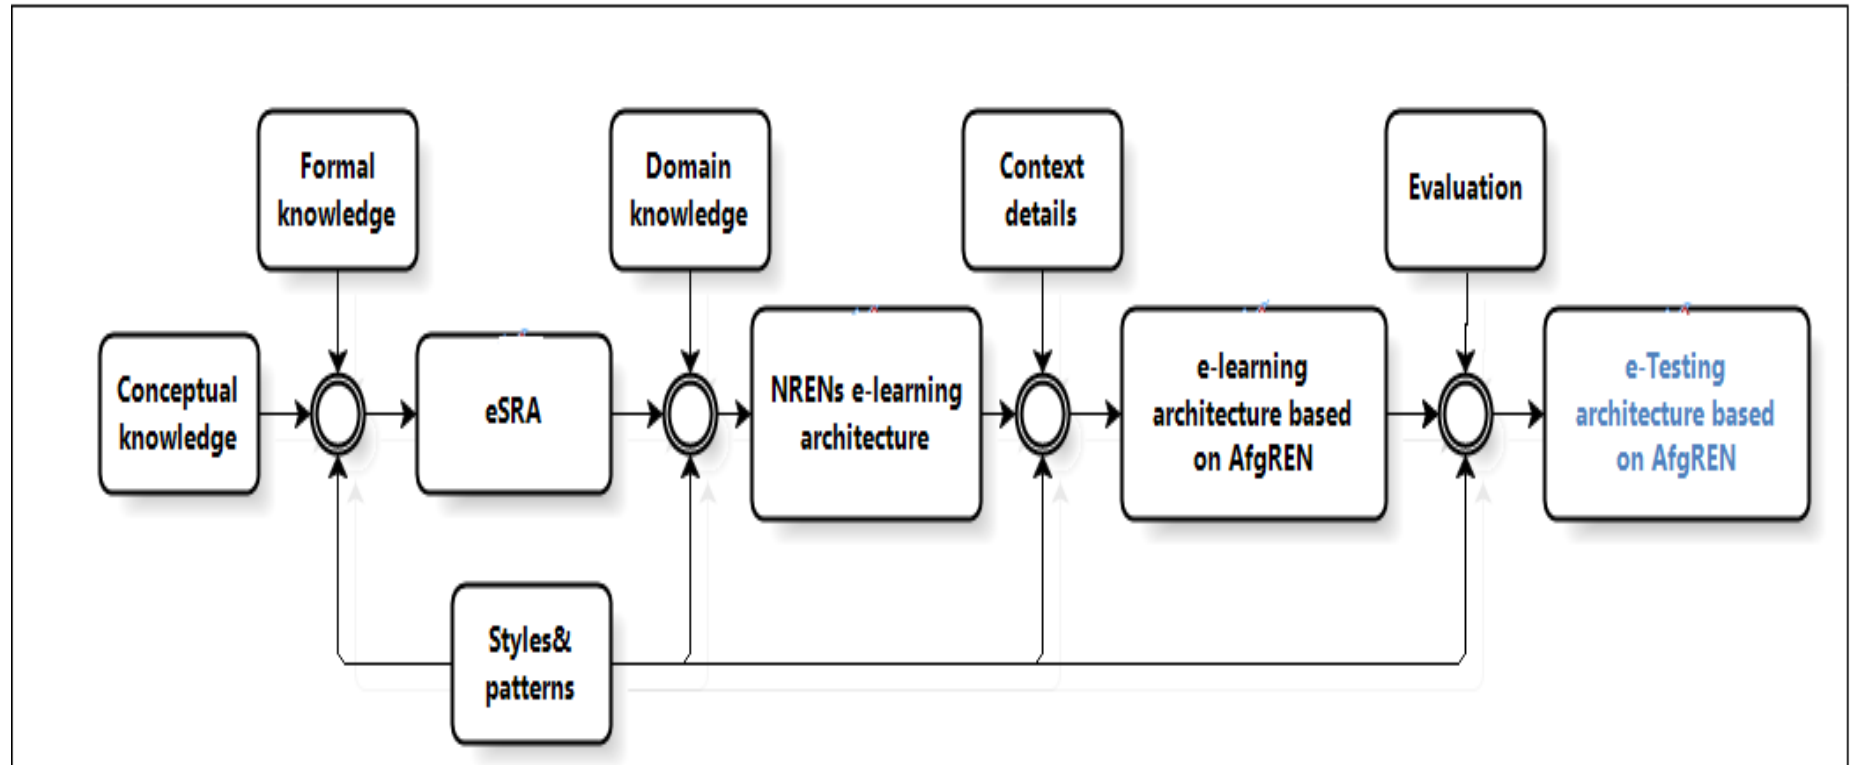 Formal
knowledge
Domain
knowledge
Context
details
Evaluation
Conceptual
knowledge
eSRA
NRENs e-learning
architecture
e-learning
architecture based
on AfgREN
e-Testing
architecture based
on AfgREN
Styles&
patterns